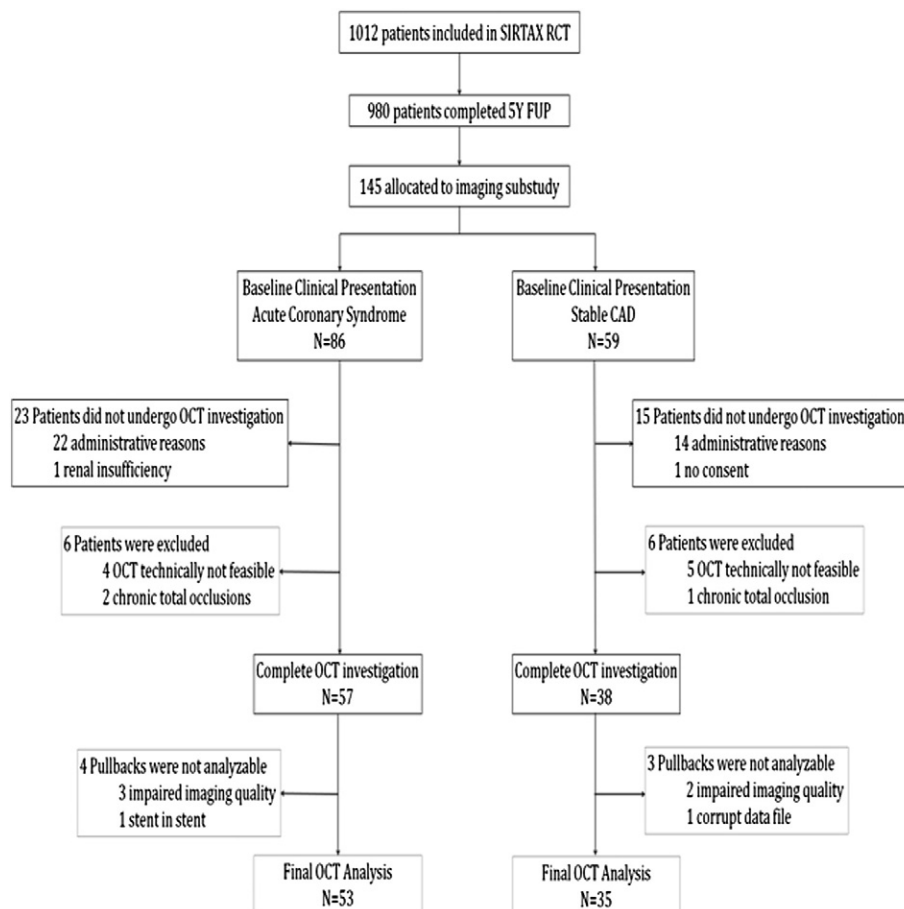 1012 patients included in SIRTAX RCT
980 patients completed 5Y FUP
145 allocated to imaging substudy
Baseline Clinical Presentation
Acute Coronary Syndrome
N=86
Baseline Clinical Presentation
Stable CAD
N=59
23 Patients did not undergo OCT investigation
22 administrative reasons
1 renal insufficiency
15 Patients did not undergo OCT investigation
14 administrative reasons
1 no consent
6 Patients were excluded
4 OCT technically not feasible
2 chronic total occlusions
6 Patients were excluded
5 OCT technically not feasible
1 chronic total occlusion
Complete OCT investigation
N=57
Complete OCT investigation
N=38
4 Pullbacks were not analyzable
3 impaired imaging quality
1 stent in stent
3 Pullbacks were not analyzable
2 impaired imaging quality
1 corrupt data file
Final OCT Analysis
N=53
Final OCT Analysis
N=35